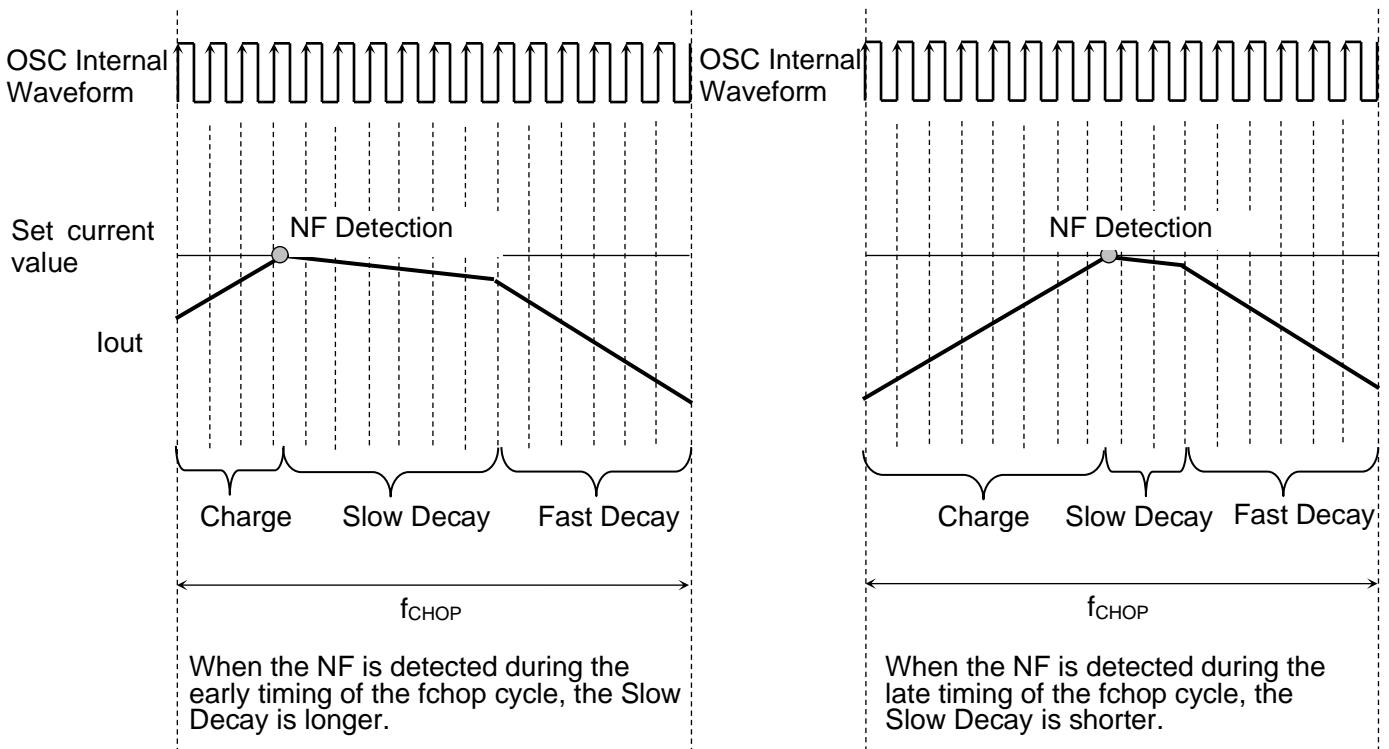 OSC Internal
Waveform
Set current
value
NF Detection
Iout
Charge
Slow Decay
Fast Decay
fCHOP
When the NF is detected during the
early timing of the fchop cycle, the Slow
Decay is longer.
OSC Internal
Waveform
NF Detection
Charge
Slow Decay
Fast Decay
fCHOP
When the NF is detected during the
late timing of the fchop cycle, the
Slow Decay is shorter.